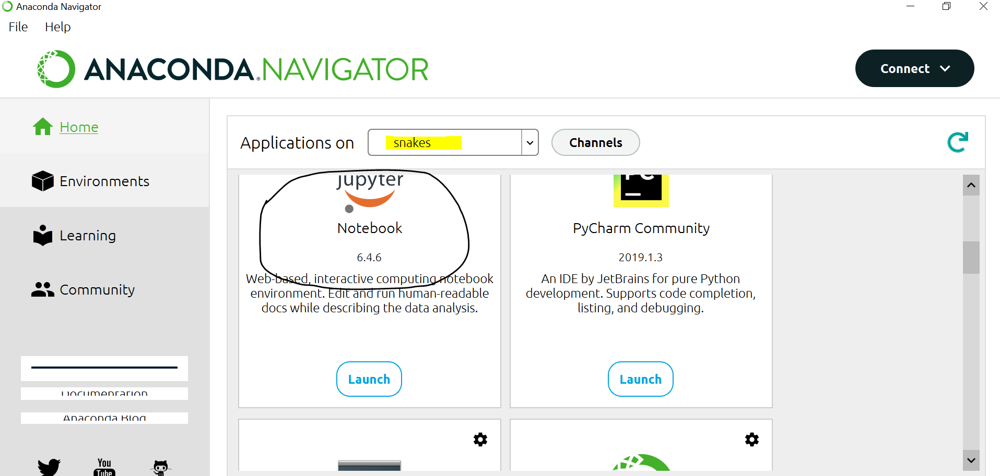 Anaconda Navigator
File Help
ANACONDA.NAVIGATOR
Connect
Home
Environments
Learning
Community
Documentation
Anaconda Blog
You
Tube
Applications on snakes Channels
jupyter
Notebook
6.4.6
Web-based, interactive computing notebook
environment. Edit and run human-readable
docs while describing the data analysis.
Launch
PC
PyCharm Community
2019.1.3
An IDE by JetBrains for pure Python
development. Supports code completion,
listing, and debugging.
Launch